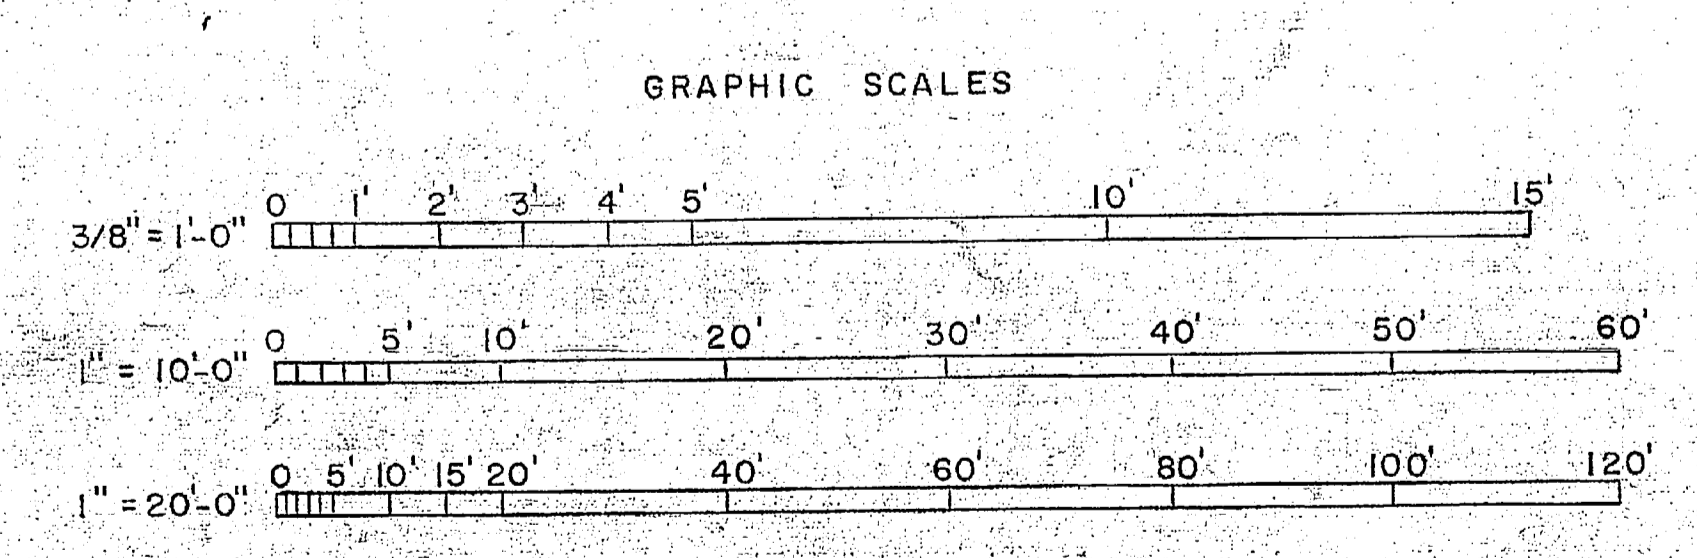 GRAPHIC SCALES
0 1' 2' 3' 4' 5' 10' 15'
3/8" = 1'-0"
0 5' 10' 20' 30' 40' 50' 60'
1" = 10'-0"
0 5' 10' 15' 20' 40' 60' 80' 100' 120'
1" = 20'-0"